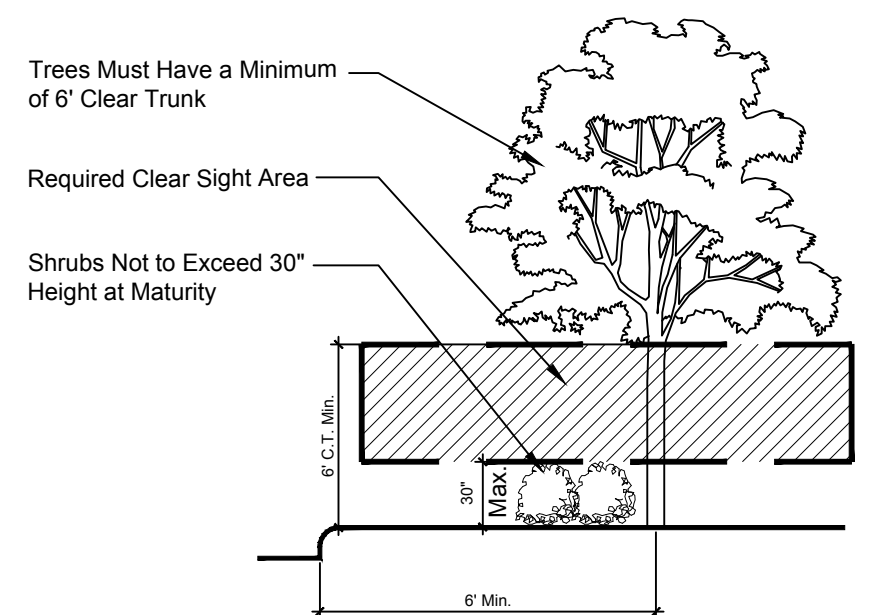 Trees Must Have a Minimum
of 6' Clear Trunk
Required Clear Sight Area
Shrubs Not to Exceed 30"
Height at Maturity
6' C.T. Min.
30"
Max.
6' Min.